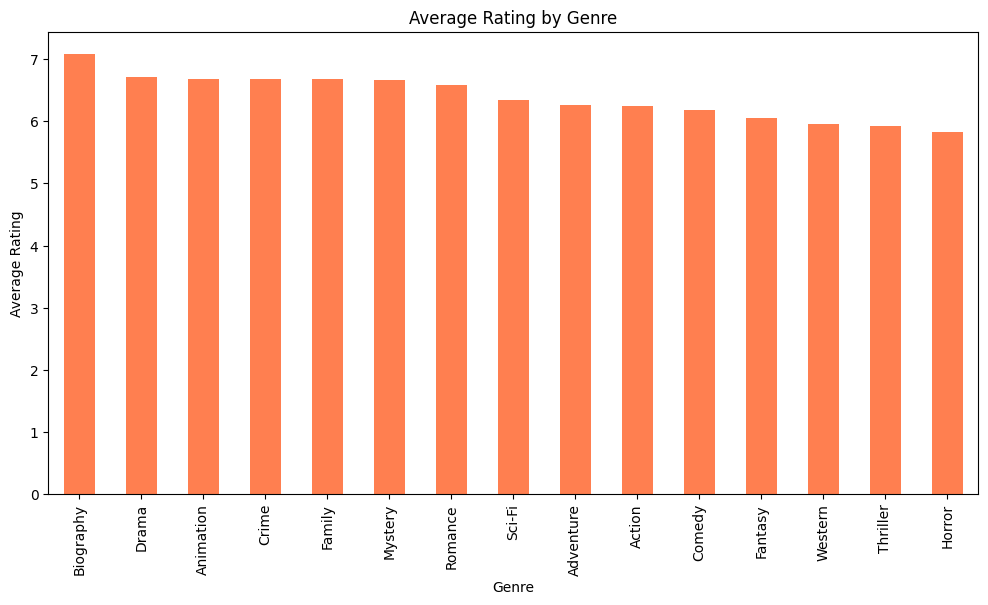 Average Rating by Genre
Average Rating
7
6
5
4
3
2
1
0
Biography
Drama
Animation
Crime
Family
Mystery
Romance
Sci-Fi
Adventure
Action
Comedy
Fantasy
Western
Thriller
Horror
Genre